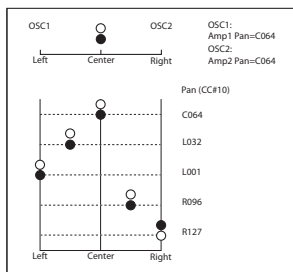 OSC1
OSC2
OSC1:
Amp1 Pan=C064
OSC2:
Amp2 Pan=C064
Left
Center
Right
Pan (CC#10)
C064
L032
L001
R096
R127
Left
Center
Right